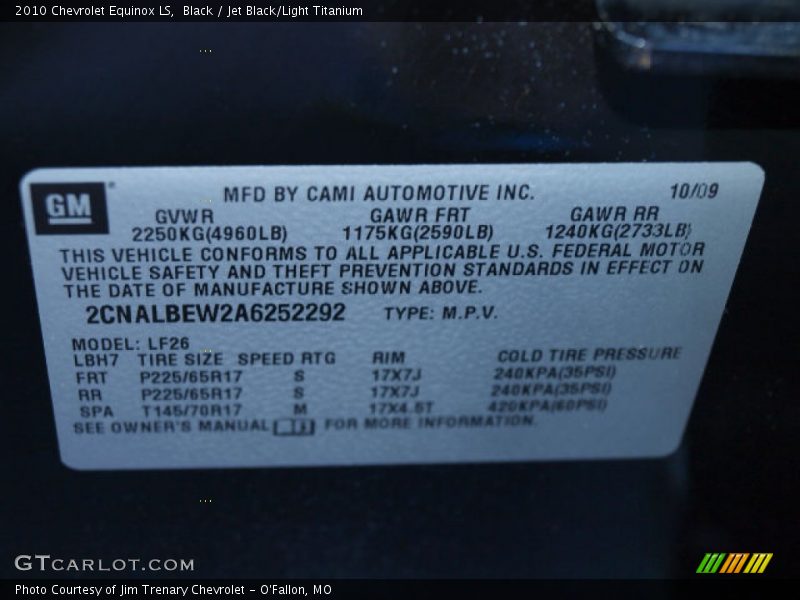 2010 Chevrolet Equinox LS,  Black / Jet Black/Light Titanium
GM
MFD BY CAMI AUTOMOTIVE INC. 10/09
GVWR GAWR FRT GAWR RR
2250KG(4960LB) 1175KG(2590LB) 1240KG(2733LB)
THIS VEHICLE CONFORMS TO ALL APPLICABLE U.S. FEDERAL MOTOR
VEHICLE SAFETY AND THEFT PREVENTION STANDARDS IN EFFECT ON
THE DATE OF MANUFACTURE SHOWN ABOVE.
2CNALBEW2A6252292 TYPE: M.P.V.
MODEL: LF26
LBH7 TIRE SIZE SPEED RTG RIM COLD TIRE PRESSURE
FRT P225/65R17 S 17X7J 240KPA(35PSI)
RR P225/65R17 S 17X7J 240KPA(35PSI)
SPA T145/70R17 M 17X4.5T 420KPA(60PSI)
SEE OWNER'S MANUAL FOR MORE INFORMATION.
GTCARLOT.COM
Photo Courtesy of Jim Trenary Chevrolet - O'Fallon, MO